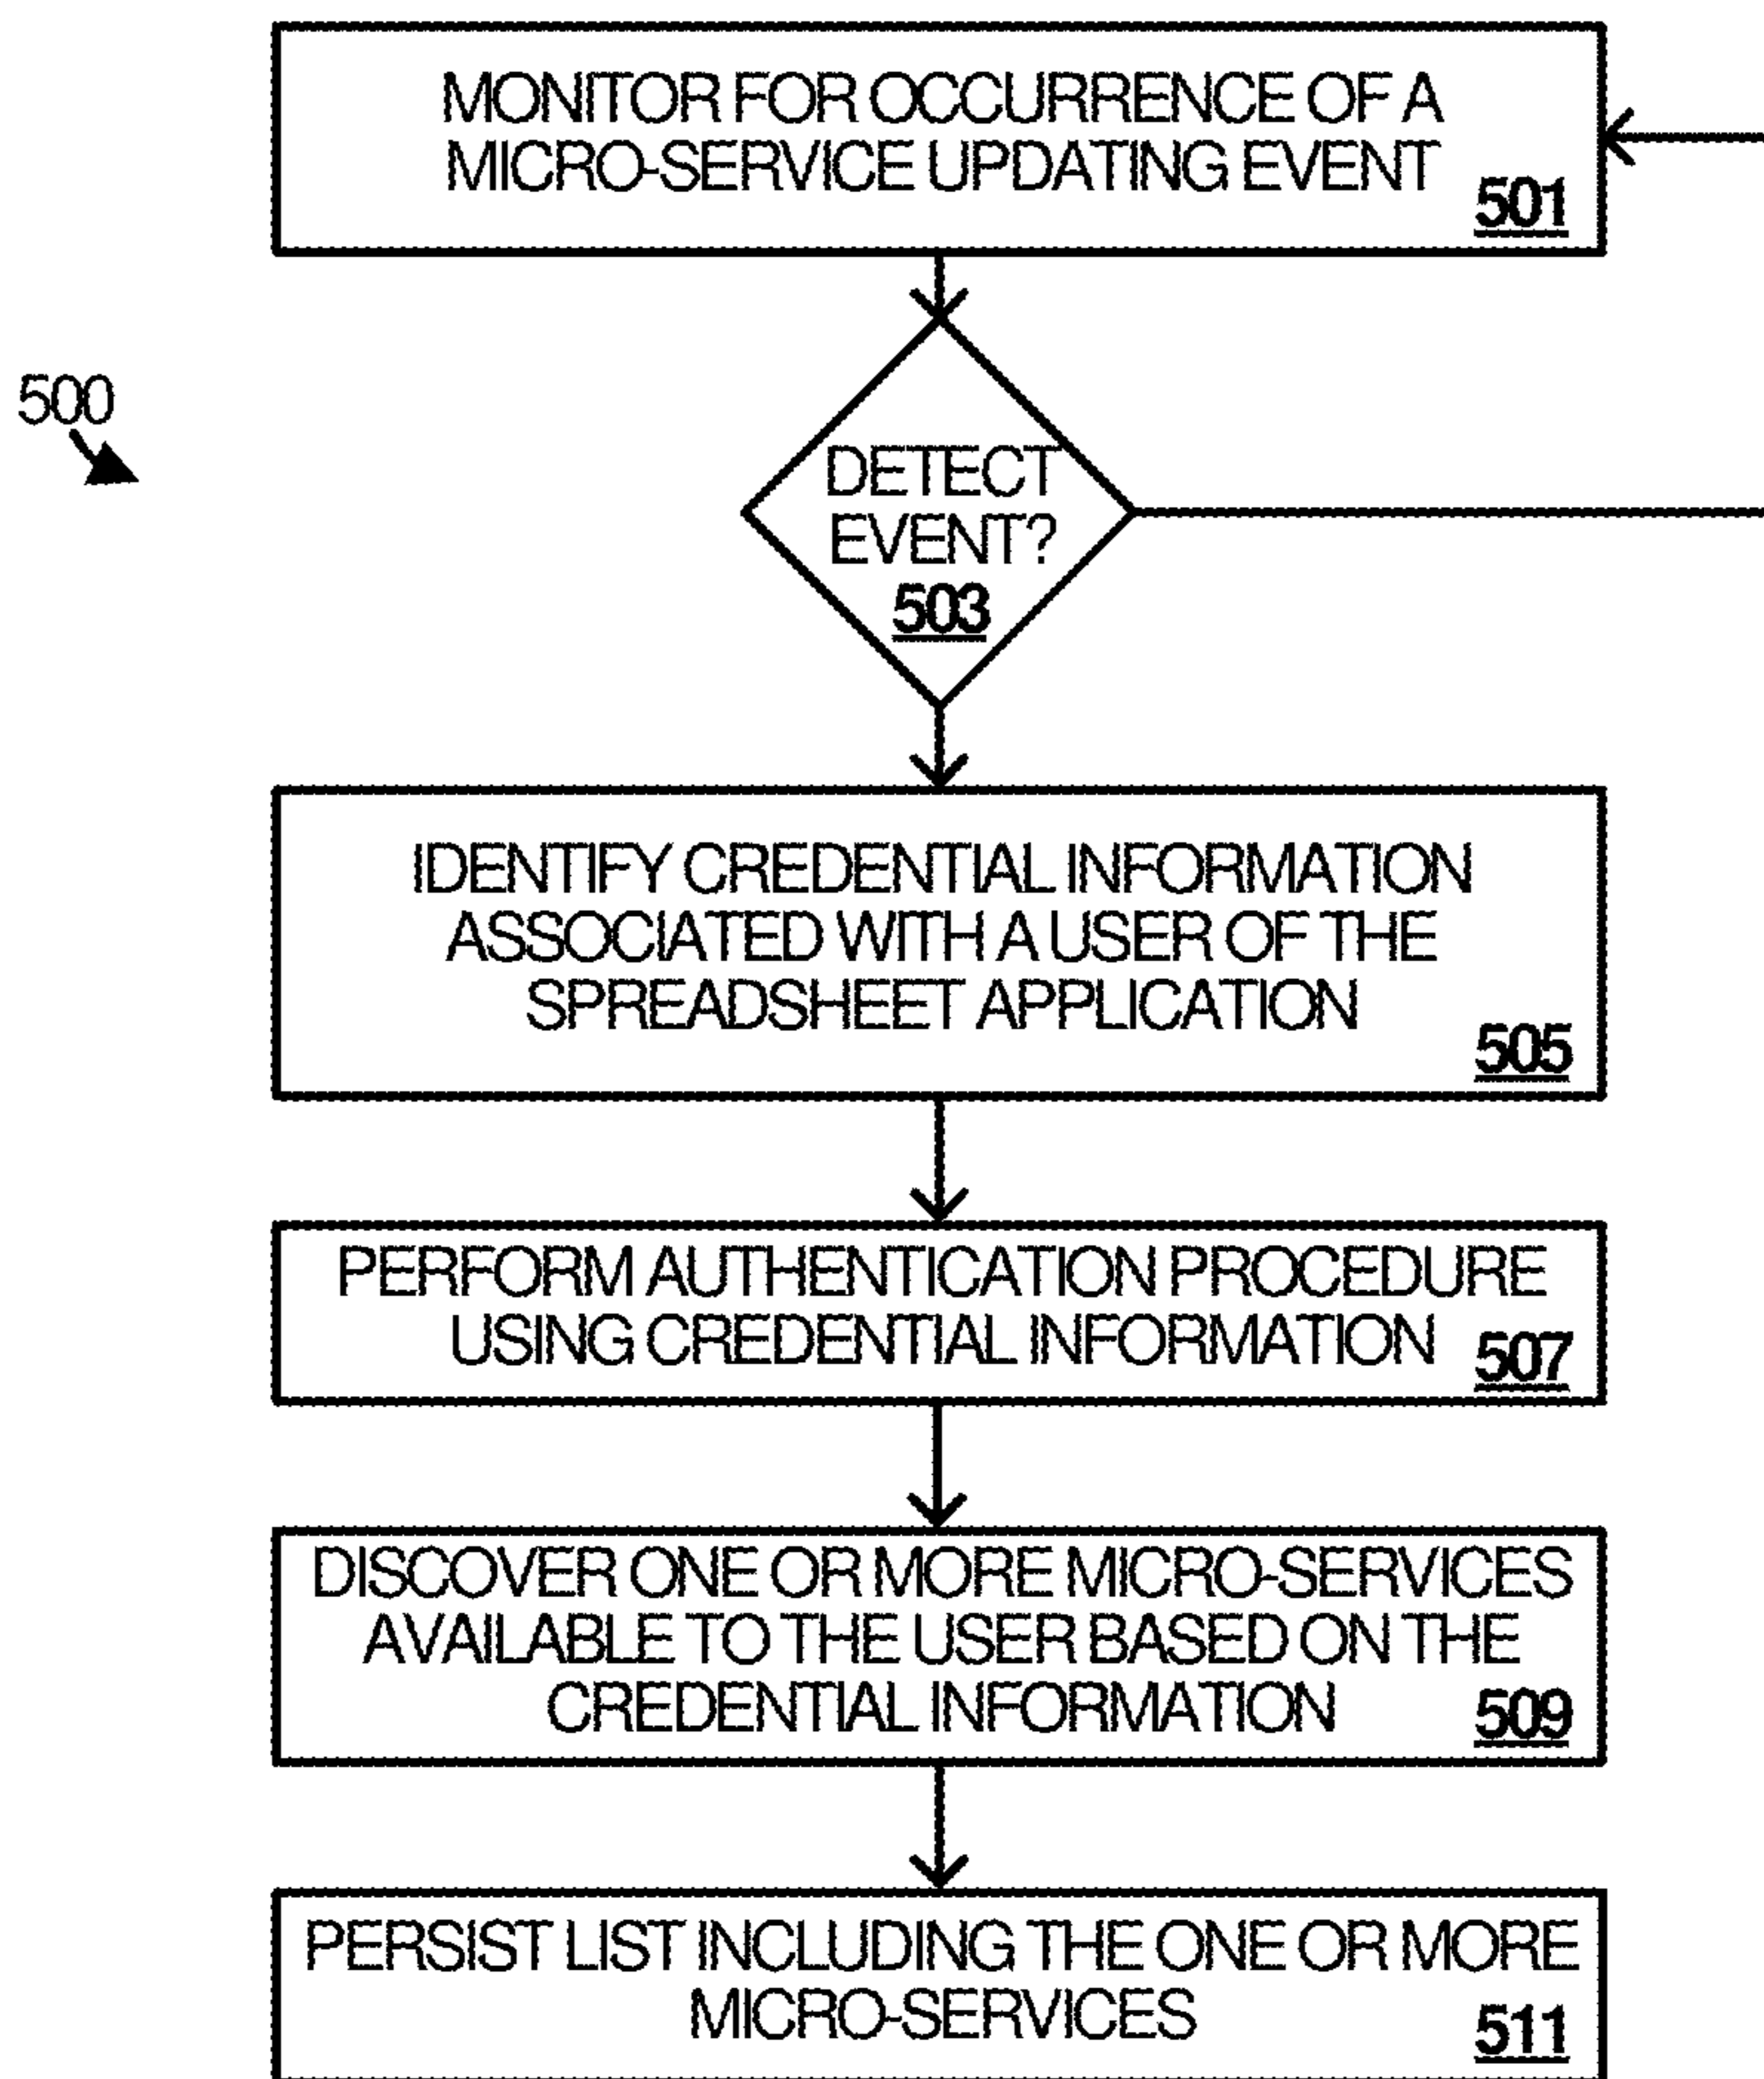 MONITOR FOR OCCURRENCE OF A
MICRO-SERVICE UPDATING EVENT
501
500
DETECT
EVENT?
503
IDENTIFY CREDENTIAL INFORMATION
ASSOCIATED WITH A USER OF THE
SPREADSHEET APPLICATION
505
PERFORM AUTHENTICATION PROCEDURE
USING CREDENTIAL INFORMATION
507
DISCOVER ONE OR MORE MICRO-SERVICES
AVAILABLE TO THE USER BASED ON THE
CREDENTIAL INFORMATION
509
PERSIST LIST INCLUDING THE ONE OR MORE
MICRO-SERVICES
511